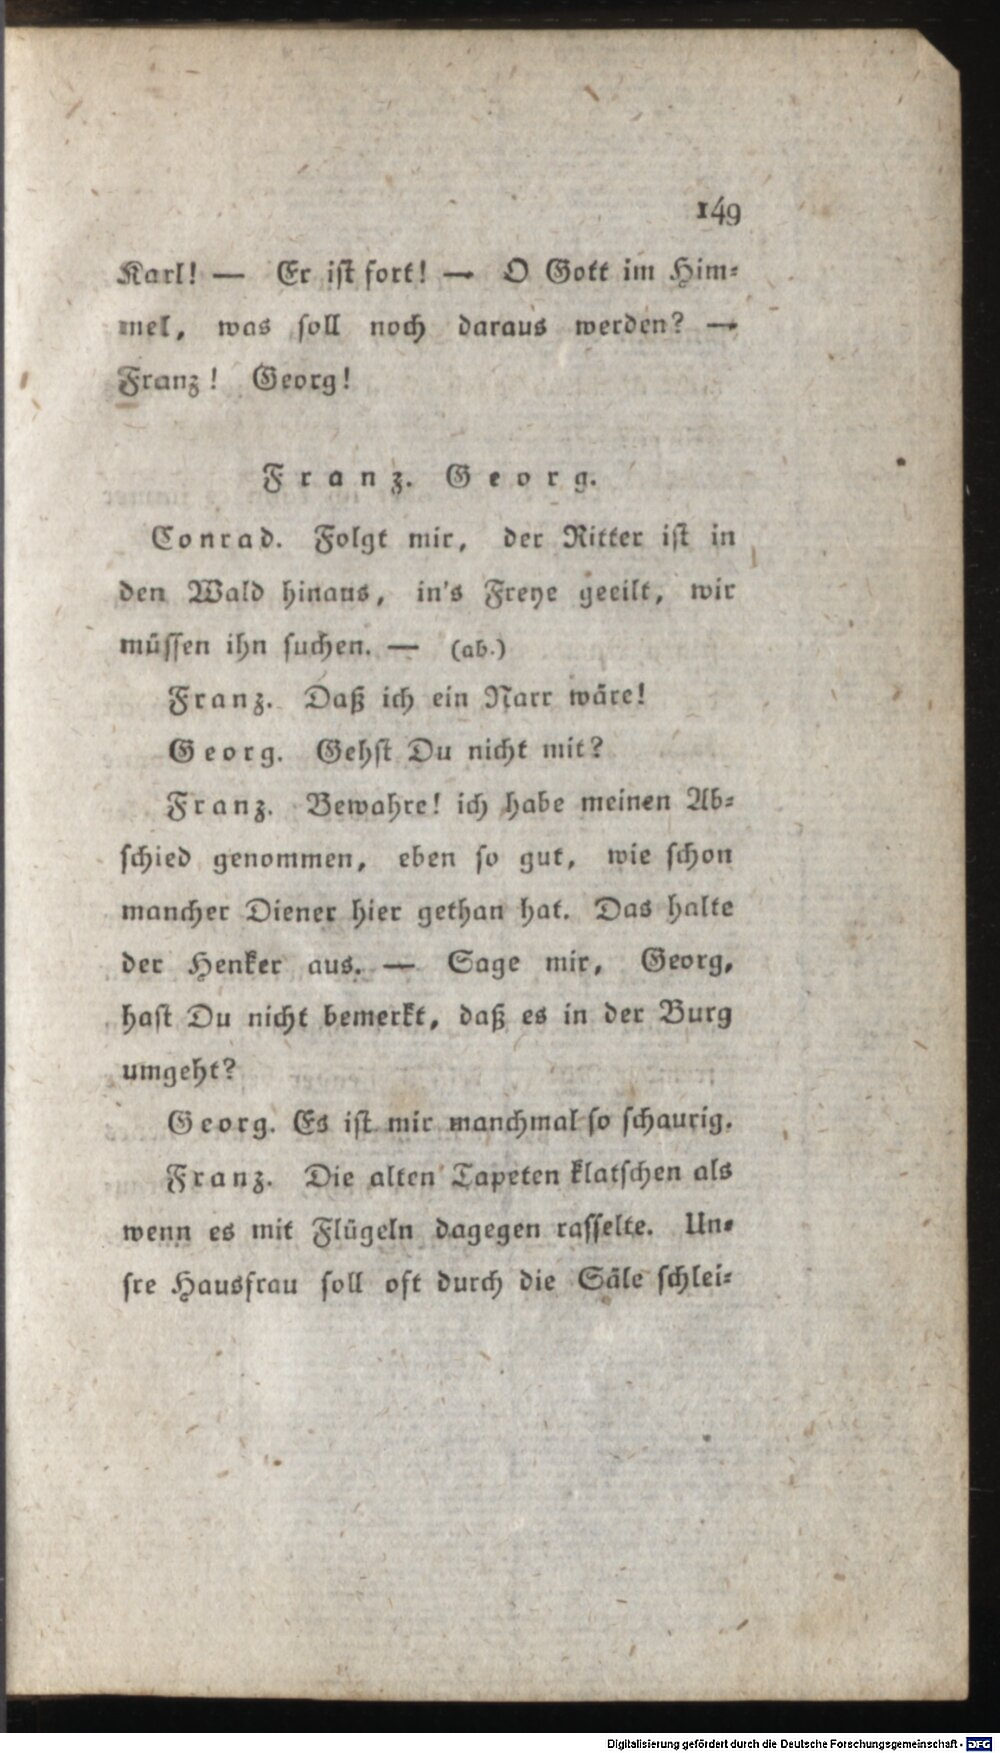 149
Karl! — Er ist fort! — O Gott im Him-
mel, was soll noch daraus werden? —
Franz! Georg!
Franz. Georg.
Conrad. Folgt mir, der Ritter ist in
den Wald hinaus, in's Freye geeilt, wir
müssen ihn suchen. — (ab.)
Franz. Daß ich ein Narr wäre!
Georg. Gehst Du nicht mit?
Franz. Bewahre! ich habe meinen Ab-
schied genommen, eben so gut, wie schon
mancher Diener hier gethan hat. Das halte
der Henker aus. — Sage mir, Georg,
hast Du nicht bemerkt, daß es in der Burg
umgeht?
Georg. Es ist mir manchmal so schaurig.
Franz. Die alten Tapeten klatschen als
wenn es mit Flügeln dagegen rasselte. Un-
sre Hausfrau soll oft durch die Säle schlei-
Digitalisierung gefördert durch die Deutsche Forschungsgemeinschaft - DFG